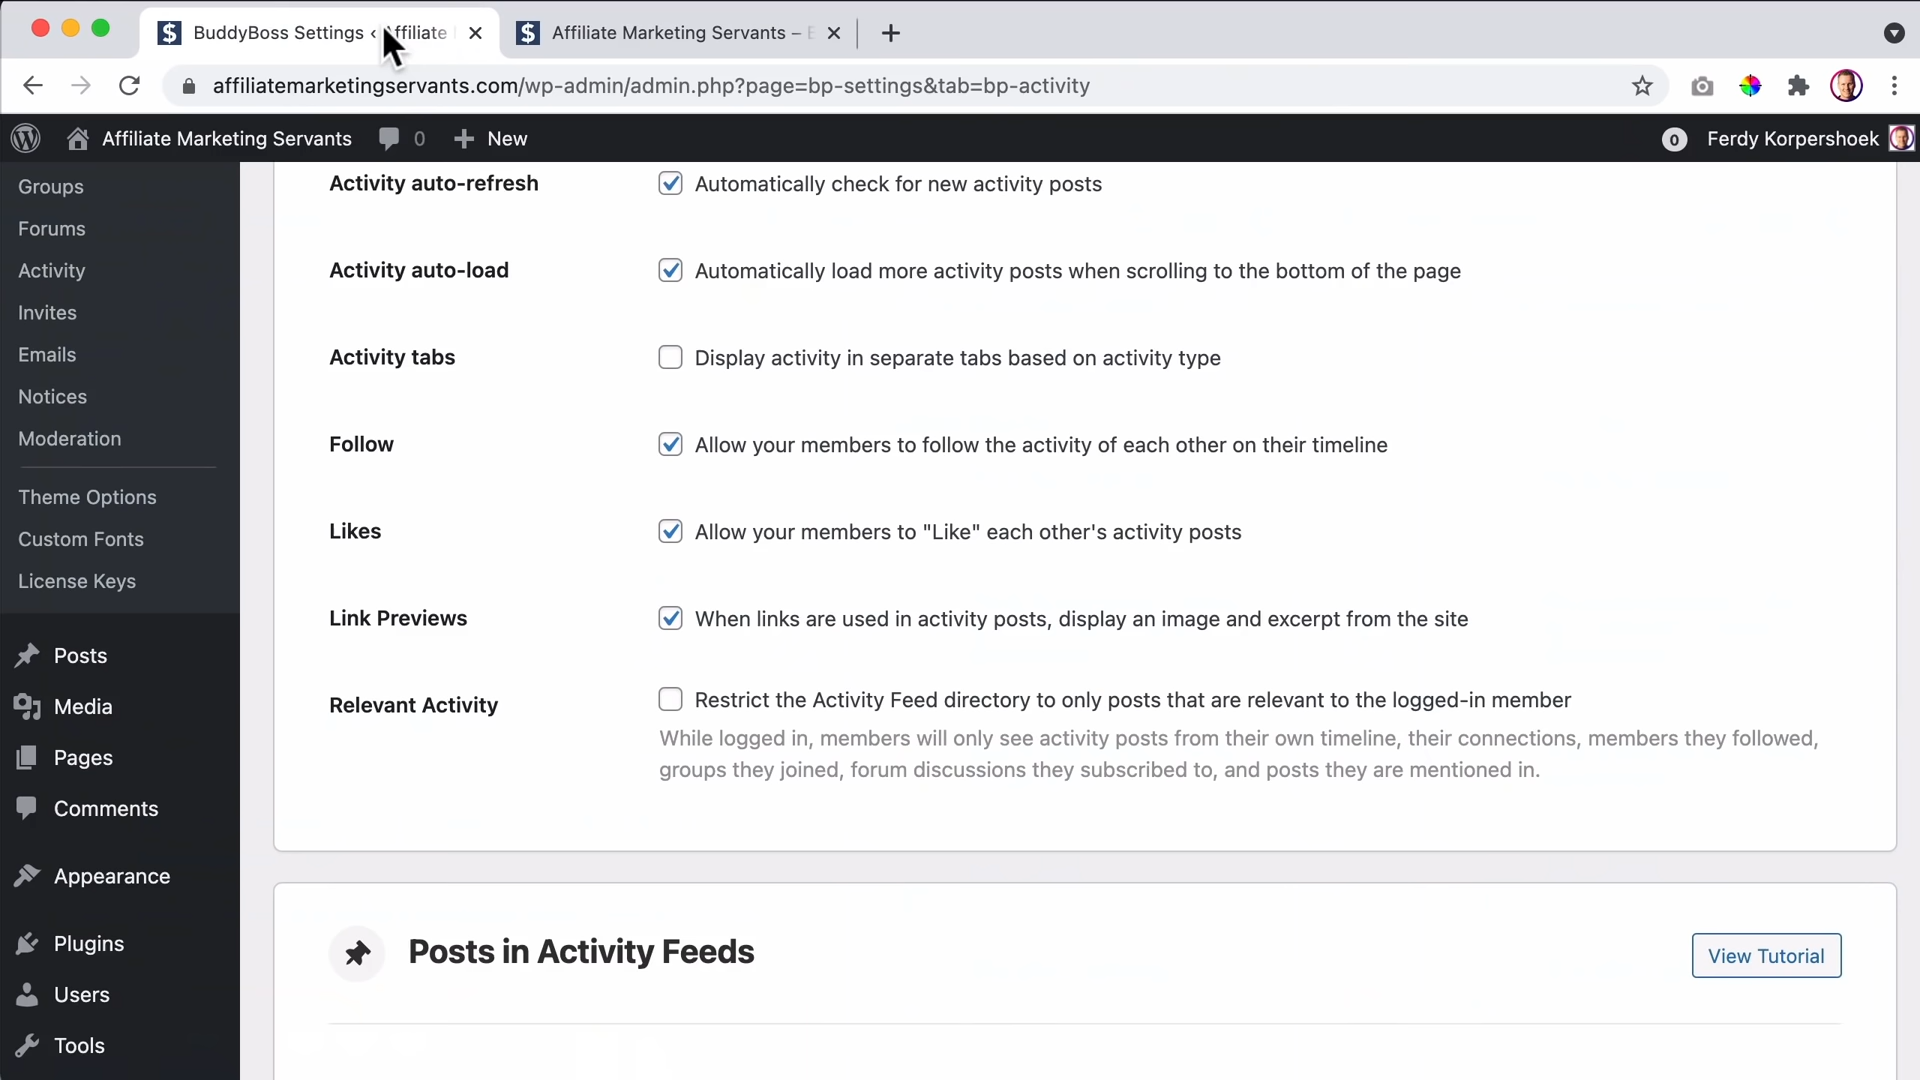 BuddyBoss Settings ‹ Affiliate
Affiliate Marketing Servants –
affiliatemarketingservants.com/wp-admin/admin.php?page=bp-settings&tab=bp-activity
Affiliate Marketing Servants
0
New
0
Ferdy Korpershoek
Groups
Forums
Activity
Invites
Emails
Notices
Moderation
Theme Options
Custom Fonts
License Keys
Posts
Media
Pages
Comments
Appearance
Plugins
Users
Tools
Activity auto-refresh
Automatically check for new activity posts
Activity auto-load
Automatically load more activity posts when scrolling to the bottom of the page
Activity tabs
Display activity in separate tabs based on activity type
Follow
Allow your members to follow the activity of each other on their timeline
Likes
Allow your members to "Like" each other's activity posts
Link Previews
When links are used in activity posts, display an image and excerpt from the site
Relevant Activity
Restrict the Activity Feed directory to only posts that are relevant to the logged-in member
While logged in, members will only see activity posts from their own timeline, their connections, members they followed,
groups they joined, forum discussions they subscribed to, and posts they are mentioned in.
Posts in Activity Feeds
View Tutorial